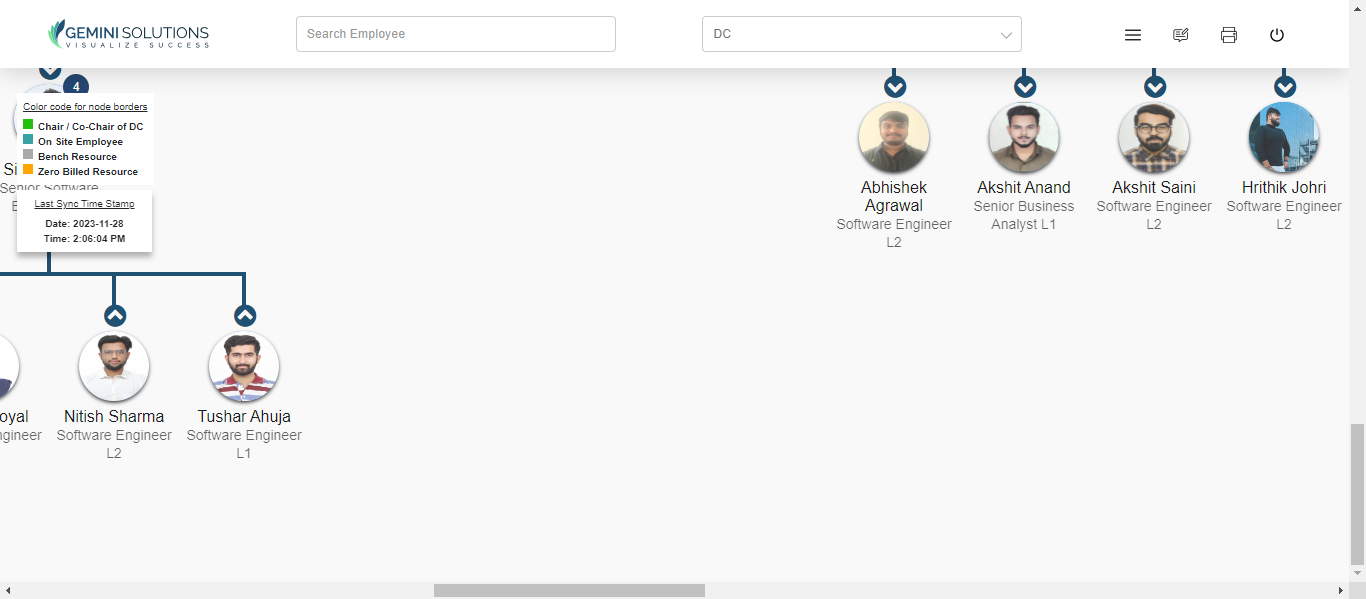 GEMINI SOLUTIONS
VISUALIZE SUCCESS
Search Employee
DC
4
Color code for node borders
Chair / Co-Chair of DC
On Site Employee
Bench Resource
Zero Billed Resource
Si
Senior Software
E
Last Sync Time Stamp
Date: 2023-11-28
Time: 2:06:04 PM
Abhishek
Agrawal
Software Engineer
L2
Akshit Anand
Senior Business
Analyst L1
Akshit Saini
Software Engineer
L2
Hrithik Johri
Software Engineer
L2
oyal
ngineer
Nitish Sharma
Software Engineer
L2
Tushar Ahuja
Software Engineer
L1